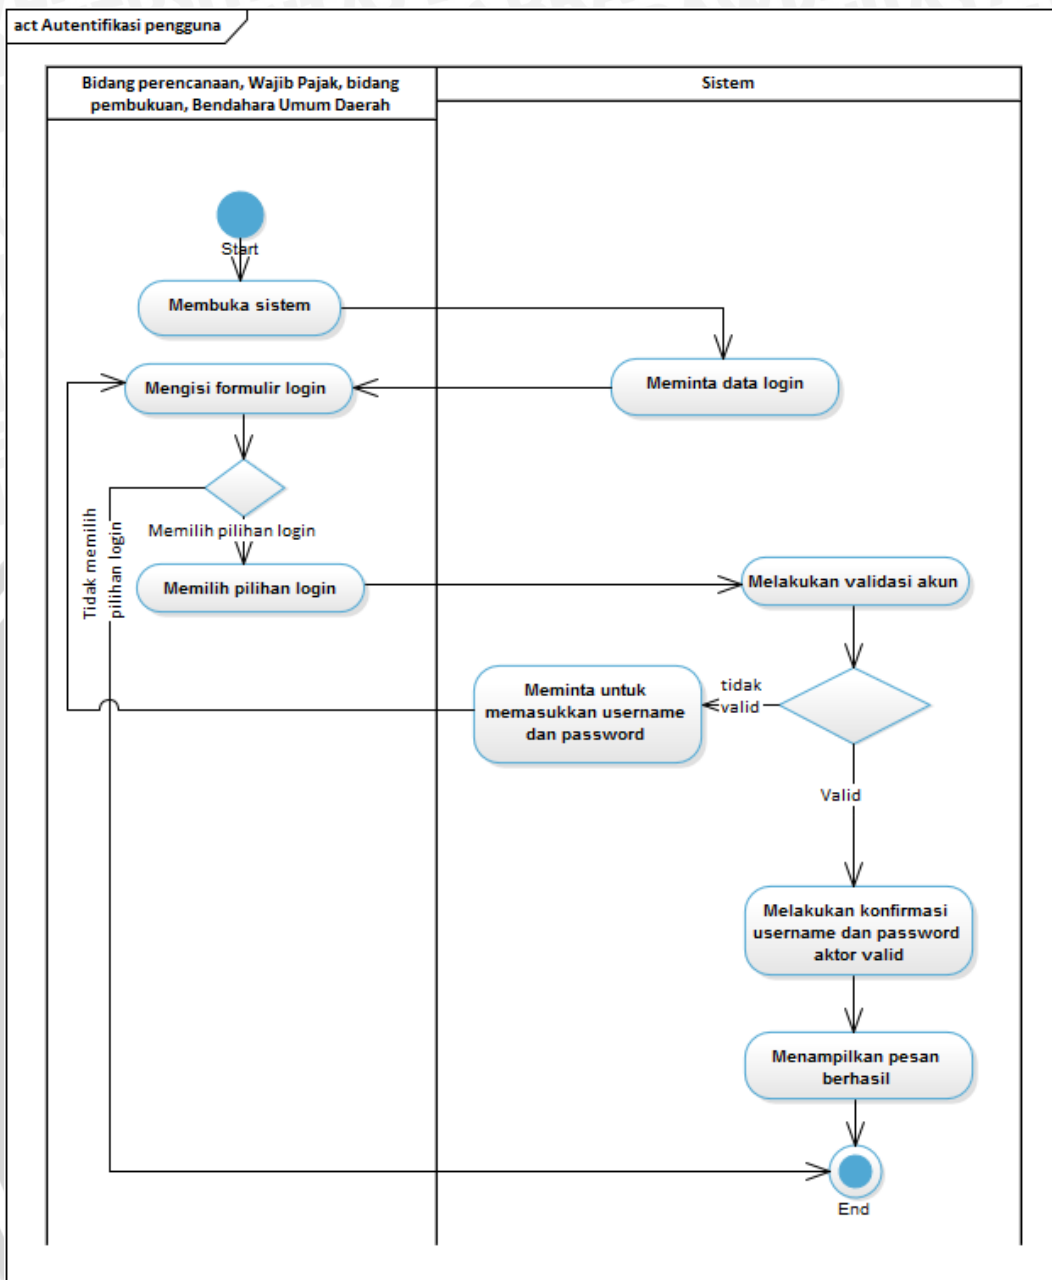 act Autentifikasi pengguna
Bidang perencanaan, Wajib Pajak, bidang
pembukuan, Bendahara Umum Daerah
Sistem
Start
Membuka sistem
Meminta data login
Mengisi formulir login
Tidak memilih
pilihan login
Memilih pilihan login
Memilih pilihan login
Melakukan validasi akun
tidak
valid
Meminta untuk
memasukkan username
dan password
Valid
Melakukan konfirmasi
username dan password
aktor valid
Menampilkan pesan
berhasil
End